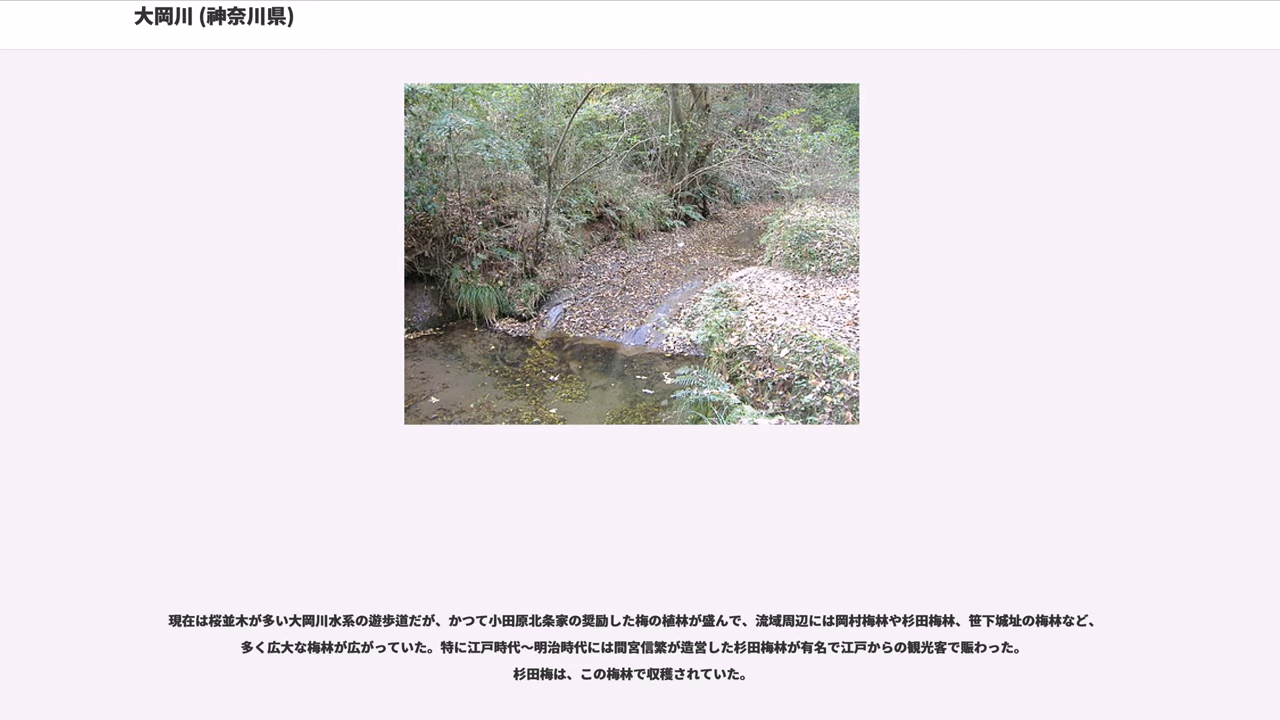 大岡川 (神奈川県)
現在は桜並木が多い大岡川水系の遊歩道だが、かつて小田原北条家の奨励した梅の植林が盛んで、流域周辺には岡村梅林や杉田梅林、笹下城址の梅林など、
多く広大な梅林が広がっていた。特に江戸時代〜明治時代には間宮信繁が造営した杉田梅林が有名で江戸からの観光客で賑わった。
杉田梅は、この梅林で収穫されていた。